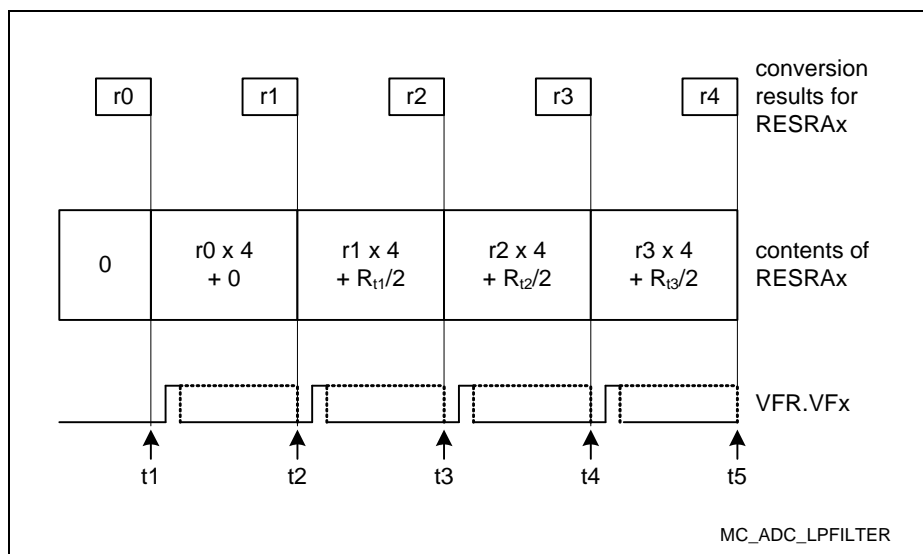 r0 r1 r2 r3 r4
conversion
results for
RESRAx
0
r0 x 4
+ 0
r1 x 4
+ Rt1/2
r2 x 4
+ Rt2/2
r3 x 4
+ Rt3/2
contents of
RESRAx
VFR.VFx
t1 t2 t3 t4 t5
MC_ADC_LPFILTER